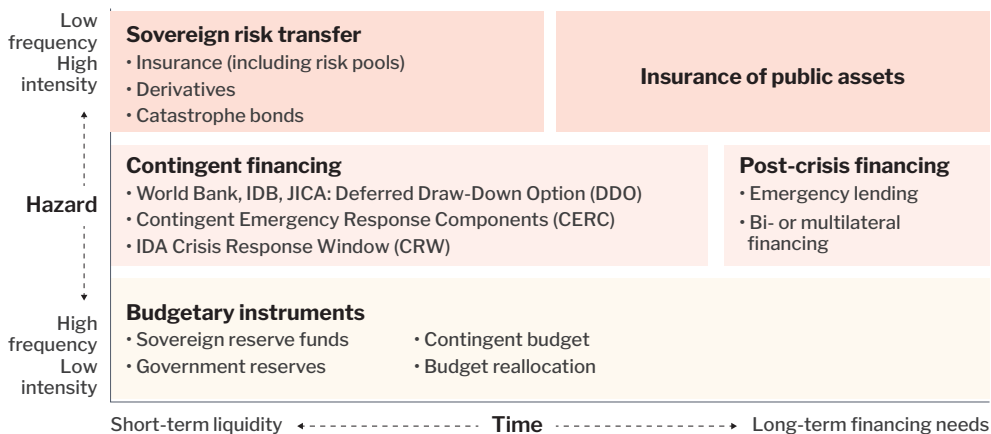 Low
frequency
High
intensity
Hazard
High
frequency
Low
intensity
Sovereign risk transfer
• Insurance (including risk pools)
• Derivatives
• Catastrophe bonds
Insurance of public assets
Contingent financing
• World Bank, IDB, JICA: Deferred Draw-Down Option (DDO)
• Contingent Emergency Response Components (CERC)
• IDA Crisis Response Window (CRW)
Post-crisis financing
• Emergency lending
• Bi- or multilateral
financing
Budgetary instruments
• Sovereign reserve funds
• Government reserves
• Contingent budget
• Budget reallocation
Short-term liquidity
Time
Long-term financing needs